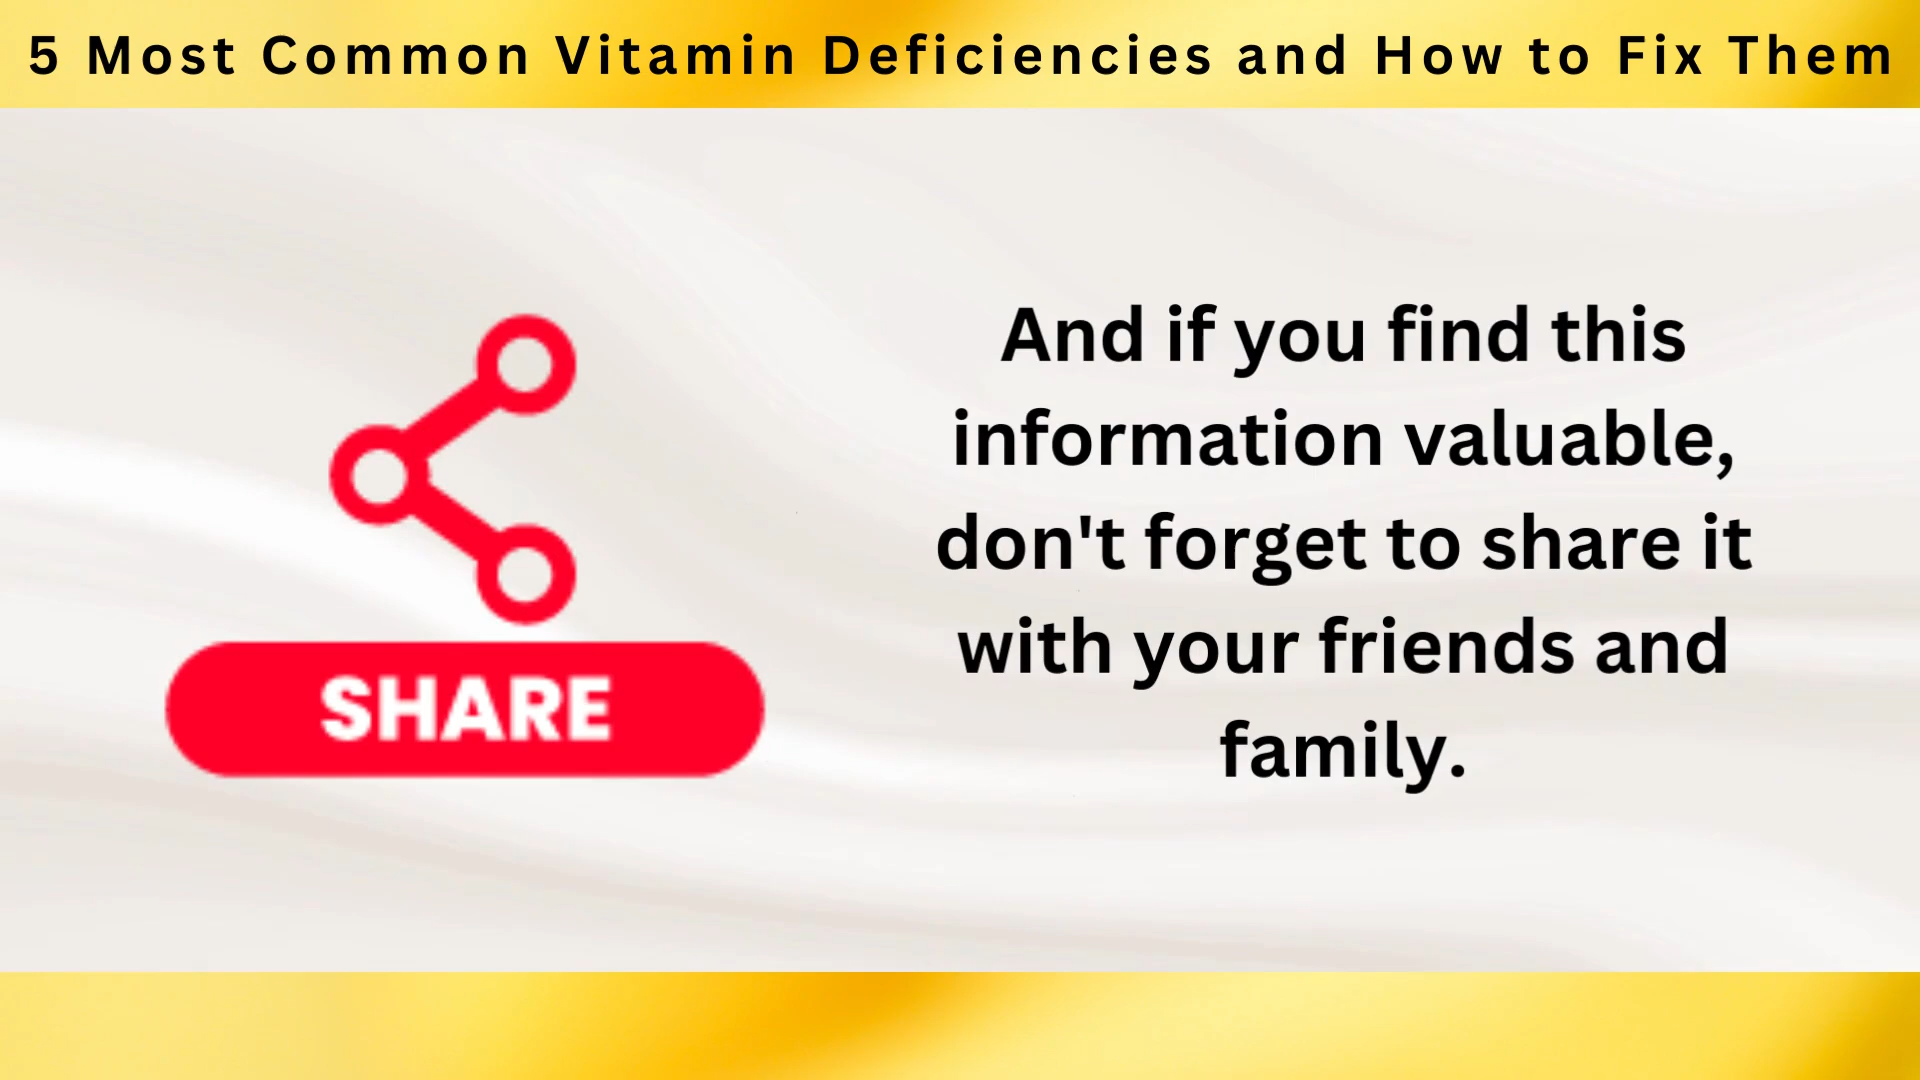 5 Most Common Vitamin Deficiencies and How to Fix Them
SHARE
And if you find this
information valuable,
don't forget to share it
with your friends and
family.